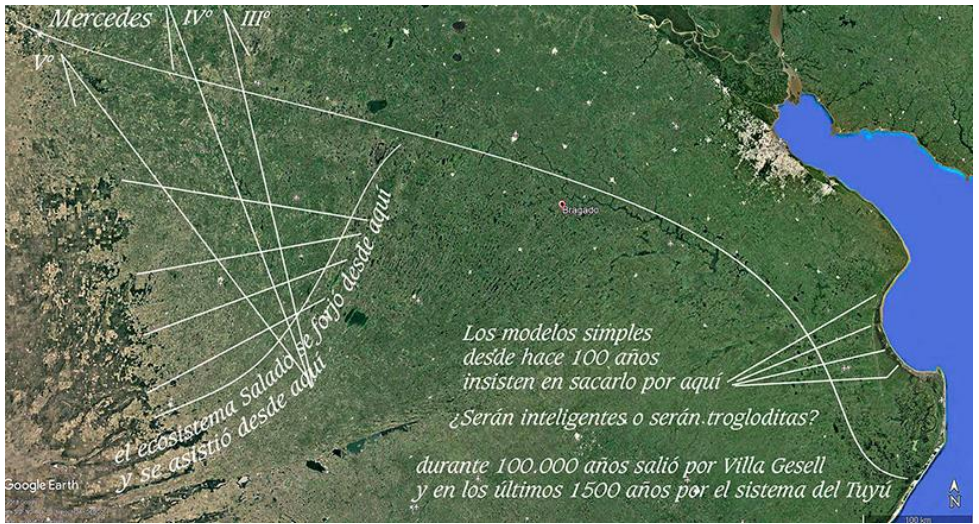 Mercedes IVº IIIº
Vº
Bragado
el ecosistema Salado se forjó desde aquí
y se asistió desde aquí
Los modelos simples
desde hace 100 años
insisten en sacarlo por aquí
¿Serán inteligentes o serán trogloditas?
durante 100.000 años salió por Villa Gesell
y en los últimos 1500 años por el sistema del Tuyú
Google Earth
N
100 km